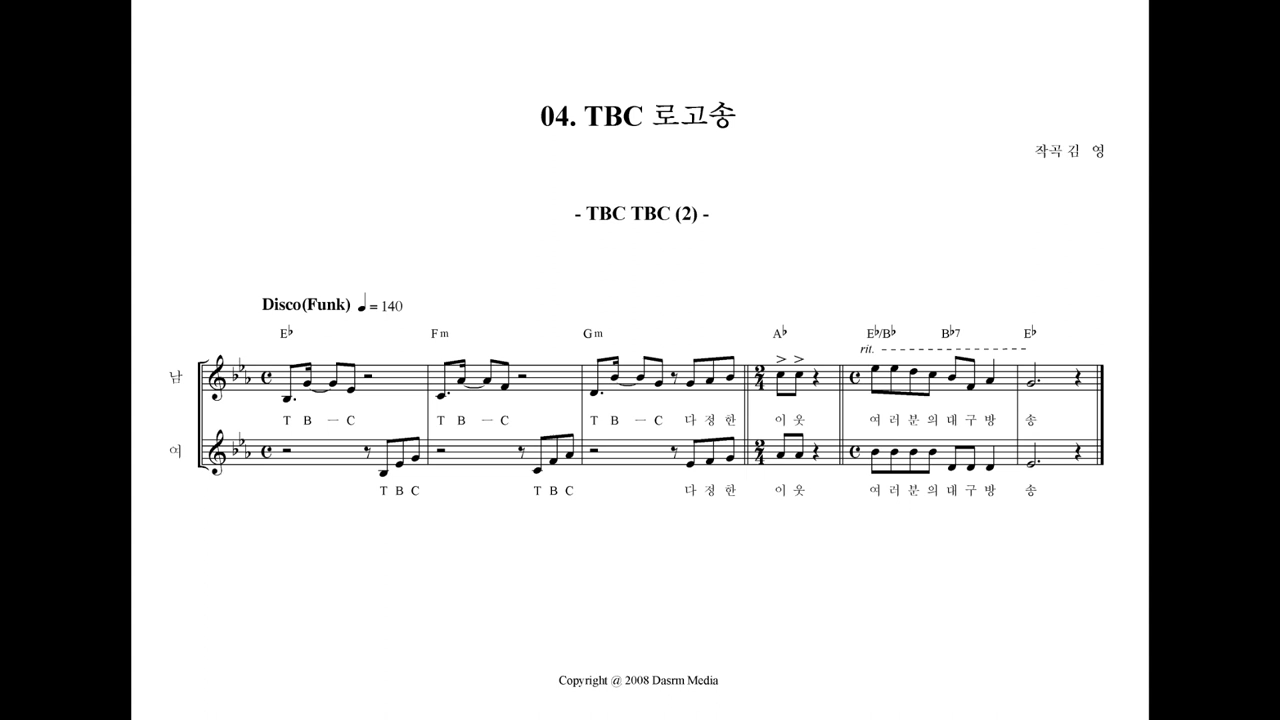 04. TBC 로고송
작곡 김 영
- TBC TBC (2) -
Disco(Funk) ♩= 140
E♭ Fm Gm A♭ E♭/B♭ B♭7 E♭
rit.
남
T B ─ C T B ─ C T B ─ C 다 정 한 이 웃 여 러 분 의 대 구 방 송
여
T B C T B C 다 정 한 이 웃 여 러 분 의 대 구 방 송
Copyright @ 2008 Dasrm Media